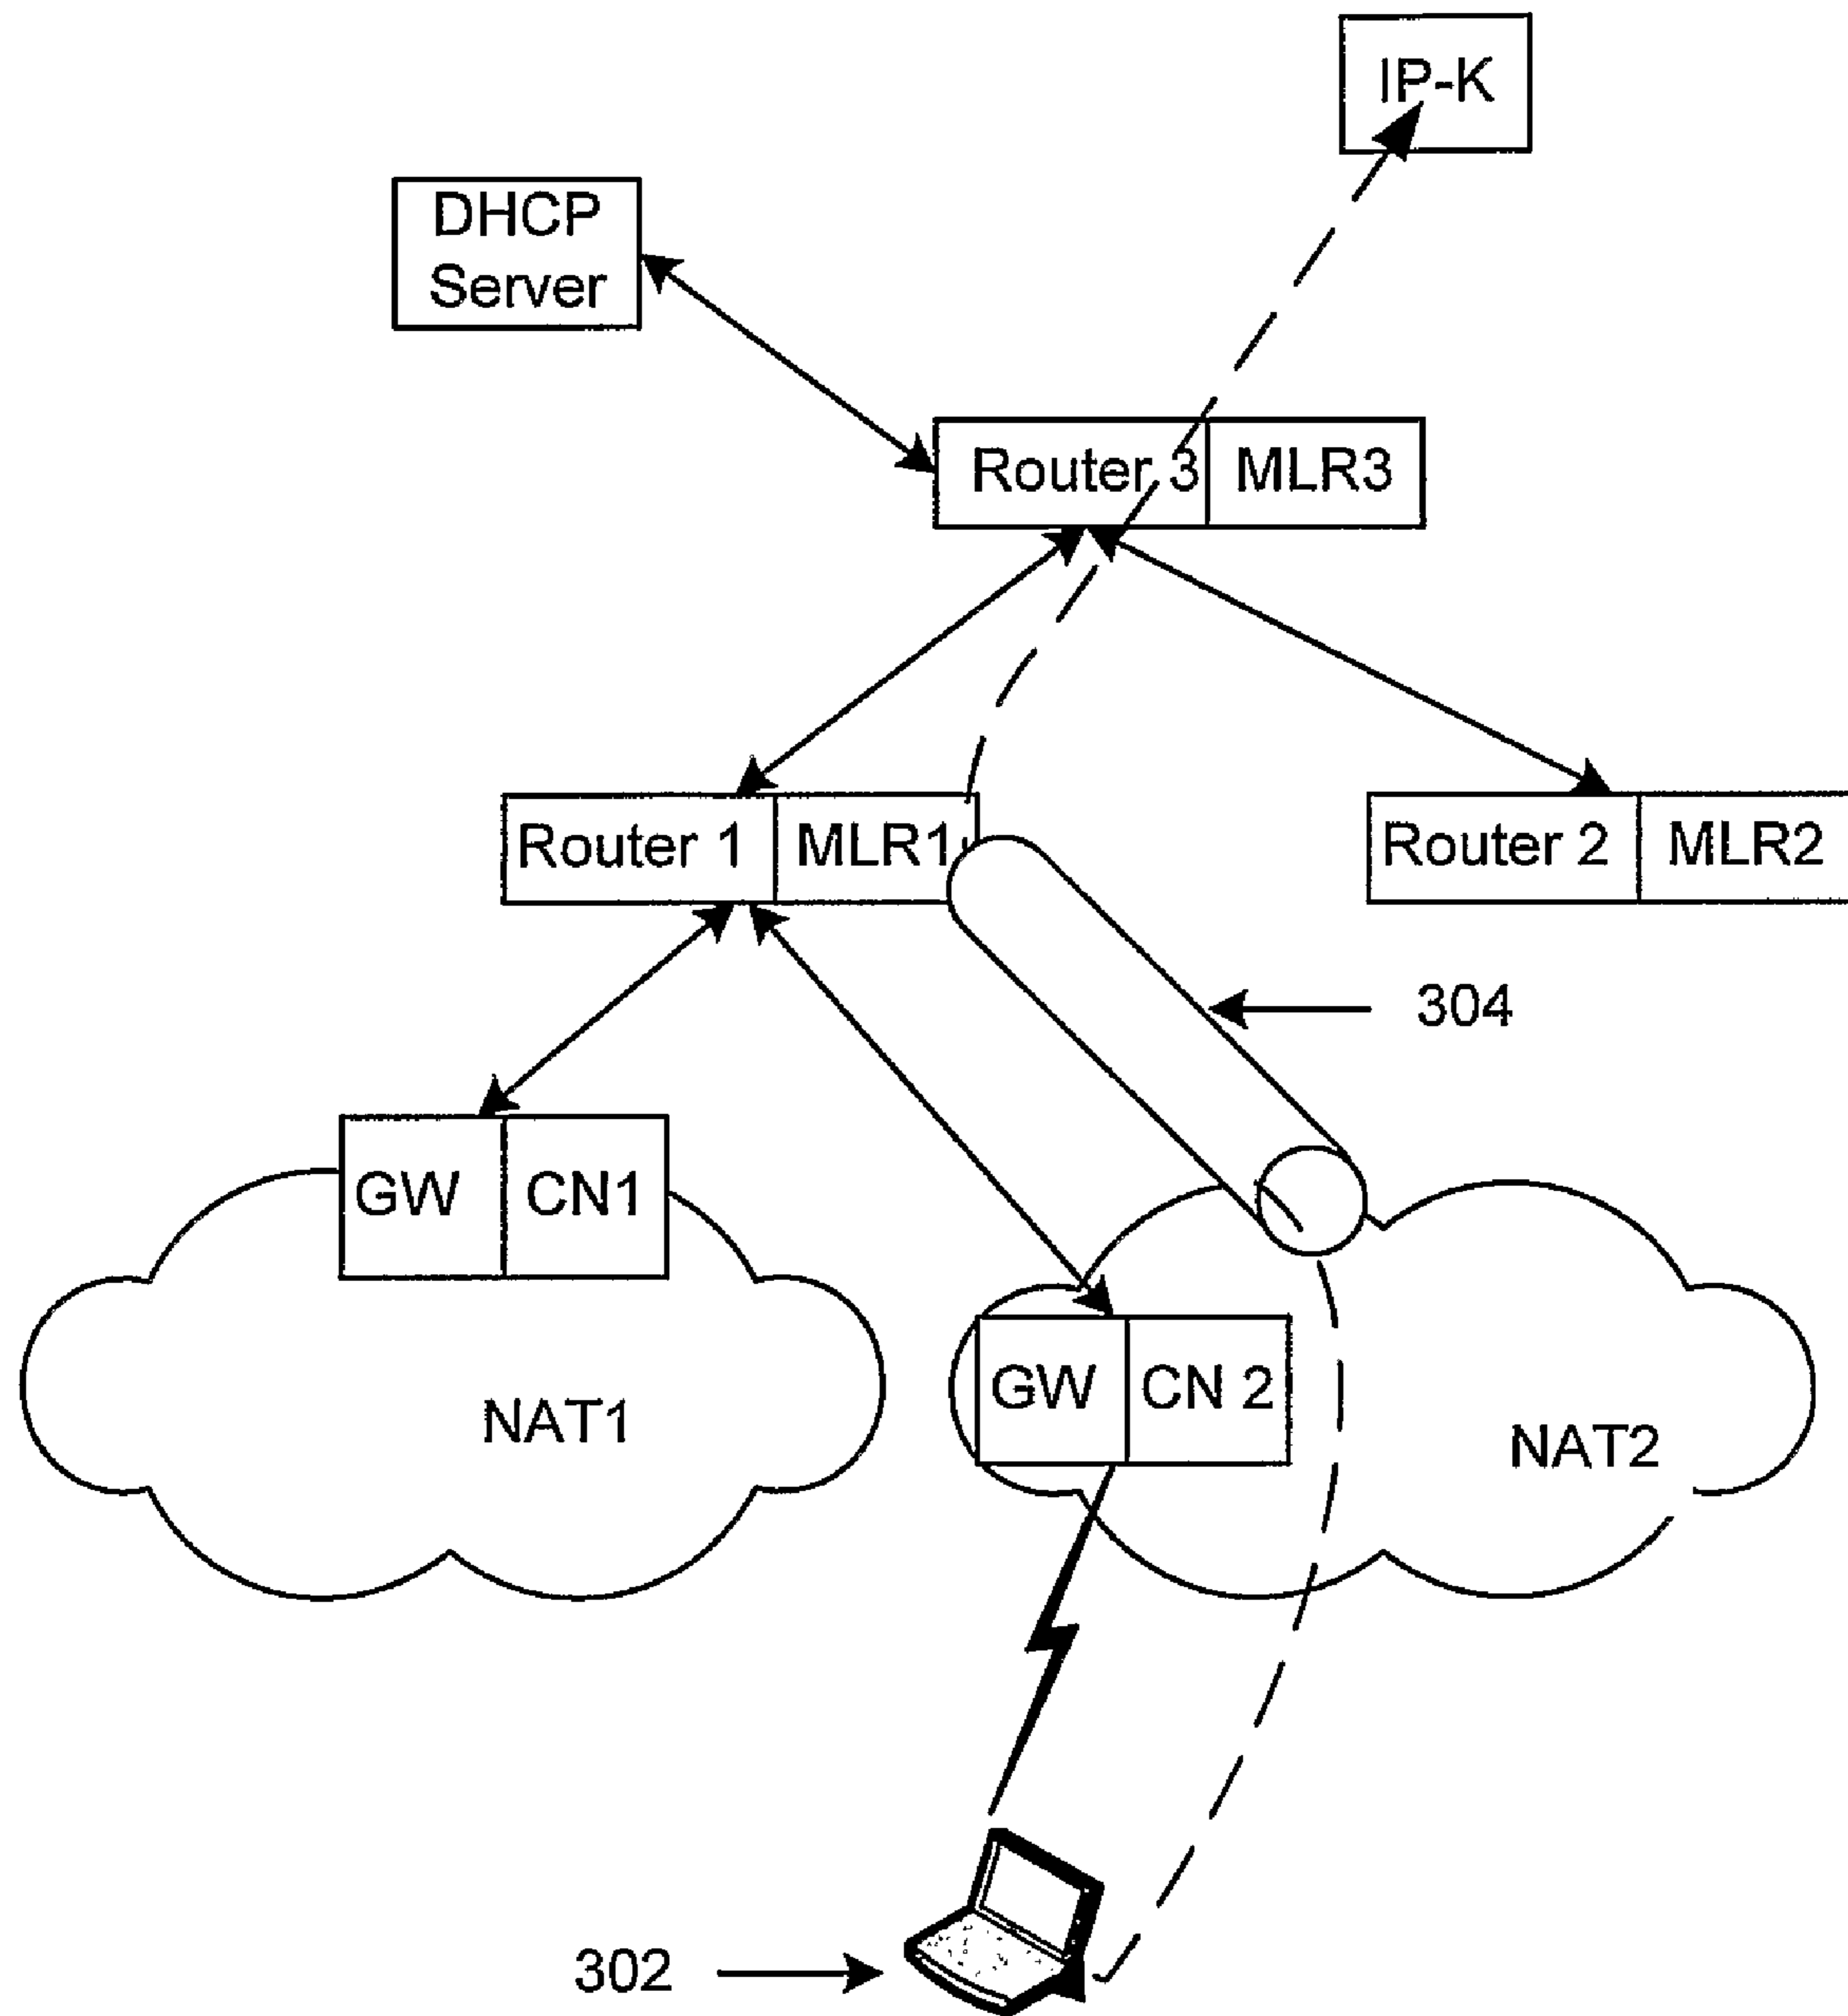 IP-K
DHCP
Server
Router 3
MLR3
Router 1
MLR1
Router 2
MLR2
304
GW
CN1
GW
CN 2
NAT1
NAT2
302